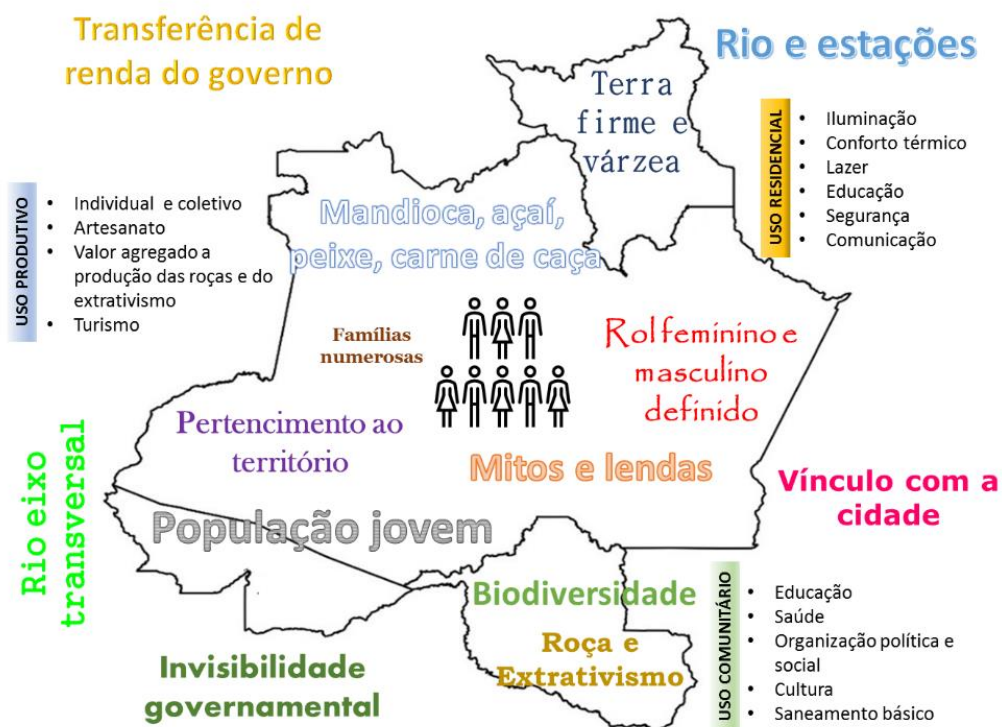 Transferência de
renda do governo
Rio e estações
Terra
firme e
várzea
USO RESIDENCIAL
• Iluminação
• Conforto térmico
• Lazer
• Educação
• Segurança
• Comunicação
USO PRODUTIVO
• Individual e coletivo
• Artesanato
• Valor agregado a
produção das roças e do
extrativismo
• Turismo
Mandioca, açaí,
peixe, carne de caça
Famílias
numerosas
Rol feminino e
masculino
definido
Pertencimento ao
território
Mitos e lendas
Rio eixo
transversal
Vínculo com a
cidade
População jovem
Biodiversidade
Roça e
Extrativismo
Invisibilidade
governamental
USO COMUNITÁRIO
• Educação
• Saúde
• Organização política e
social
• Cultura
• Saneamento básico